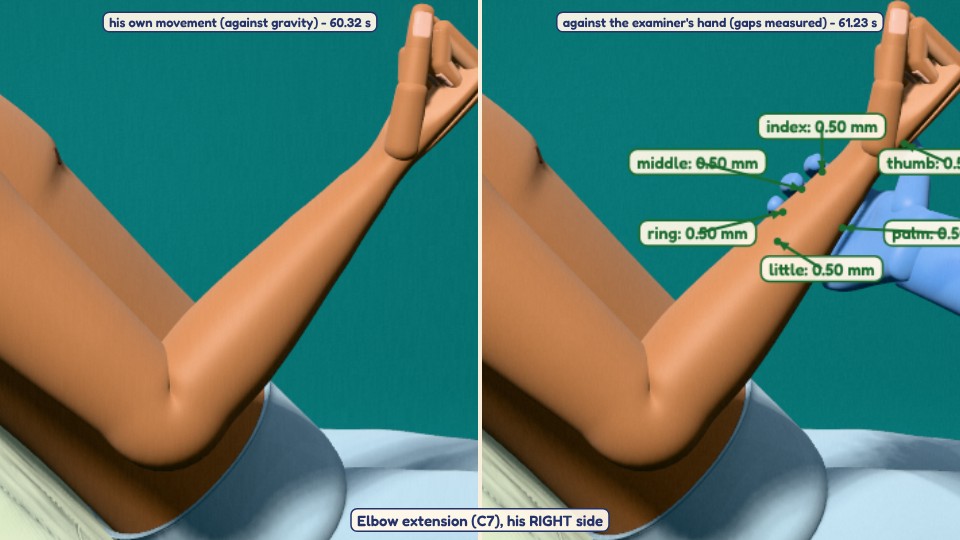 his own movement (against gravity) - 60.32 s
against the examiner's hand (gaps measured) - 61.23 s
index: 0.50 mm
middle: 0.50 mm
thumb: 0.5
ring: 0.50 mm
palm: 0.5
little: 0.50 mm
Elbow extension (C7), his RIGHT side